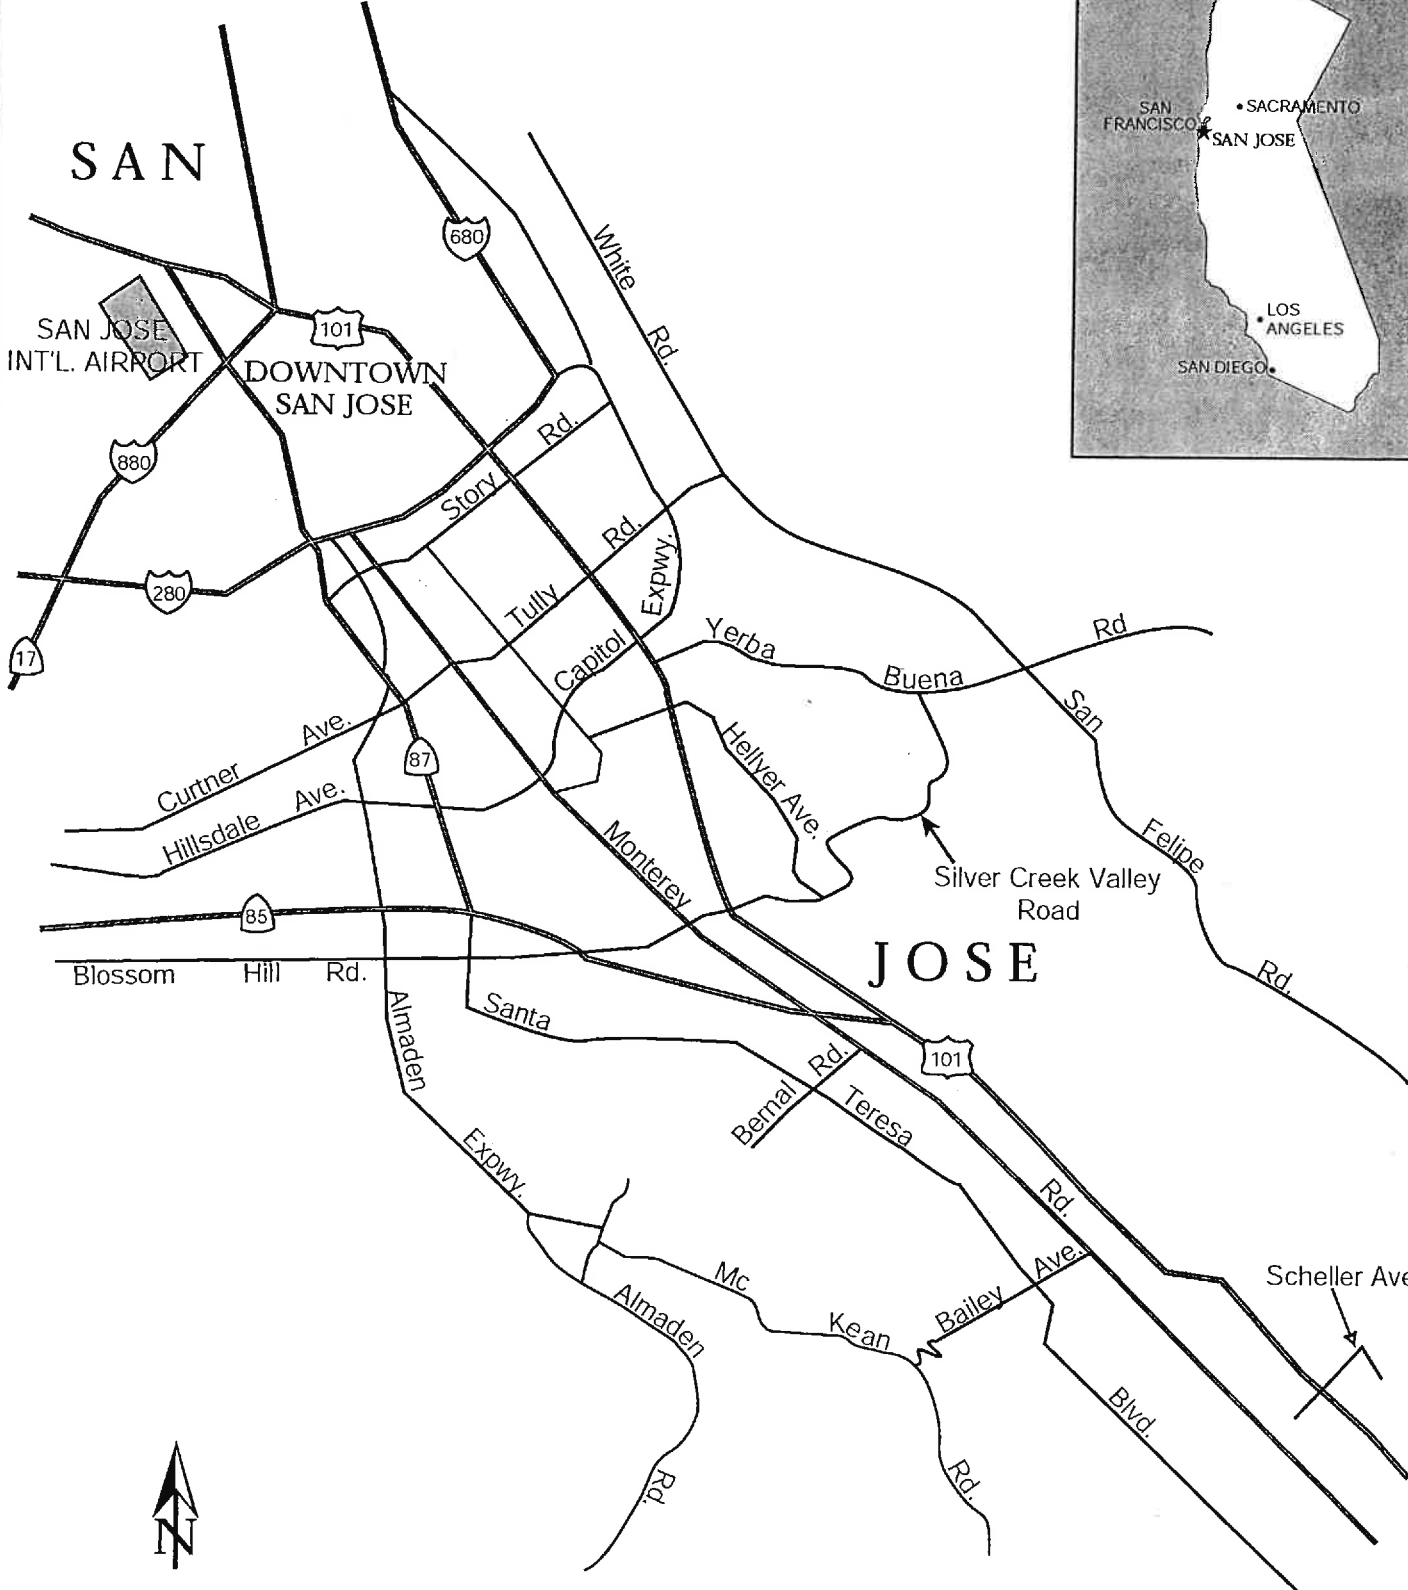 SAN
680
White
Rd.
101
SAN JOSE
INT'L. AIRPORT
DOWNTOWN
SAN JOSE
880
Story
Rd.
280
17
Tully
Rd.
Capitol
Expwy.
Yerba
Buena
Rd
Curtner
Ave.
87
Hillsdale
Ave.
Hellyer Ave.
San
Felipe
Rd.
Monterey
Silver Creek Valley
Road
85
JOSE
Blossom
Hill
Rd.
Almaden
Expwy.
Santa
Teresa
Bernal
Rd.
101
Rd.
Mc
Kean
Rd.
Bailey
Ave.
Blvd.
Scheller Ave
Almaden
Rd.
N
SAN
FRANCISCO
SACRAMENTO
SAN JOSE
LOS
ANGELES
SAN DIEGO